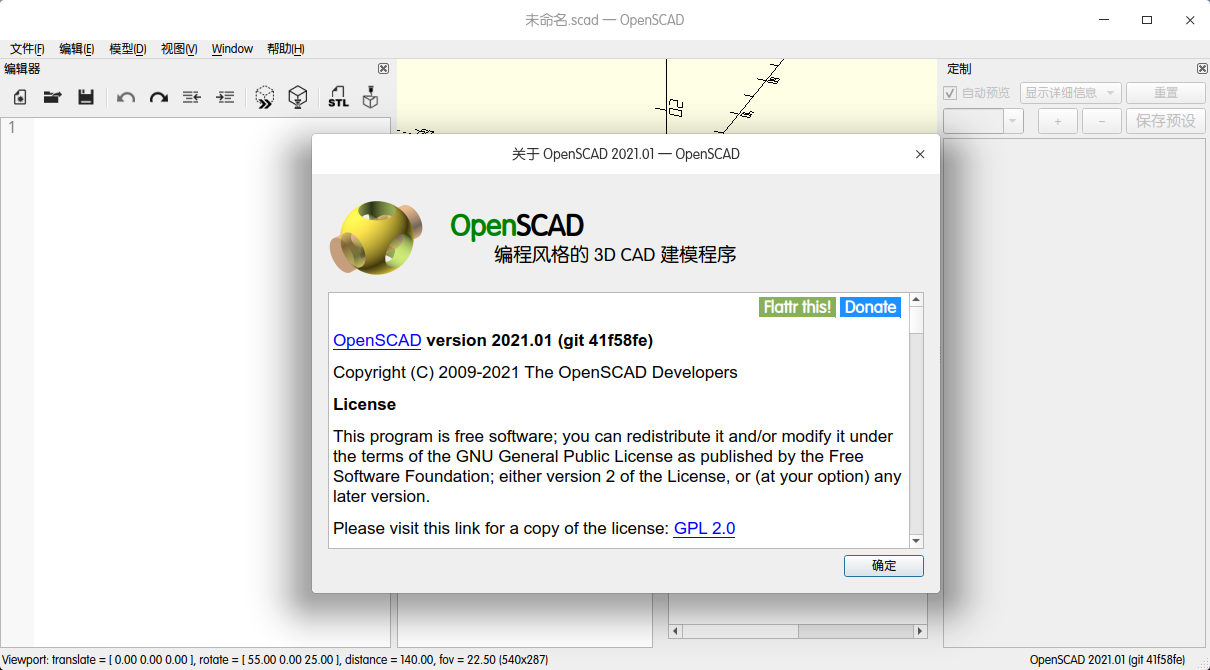 未命名.scad — OpenSCAD
文件(F) 编辑(E) 模型(D) 视图(V) Window 帮助(H)
编辑器
STL
1
定制
自动预览 显示详细信息 重置
+ − 保存预设
关于 OpenSCAD 2021.01 — OpenSCAD
OpenSCAD
编程风格的 3D CAD 建模程序
Flattr this! Donate
OpenSCAD version 2021.01 (git 41f58fe)
Copyright (C) 2009-2021 The OpenSCAD Developers
License
This program is free software; you can redistribute it and/or modify it under
the terms of the GNU General Public License as published by the Free
Software Foundation; either version 2 of the License, or (at your option) any
later version.
Please visit this link for a copy of the license: GPL 2.0
确定
Viewport: translate = [ 0.00 0.00 0.00 ], rotate = [ 55.00 0.00 25.00 ], distance = 140.00, fov = 22.50 (540x287) OpenSCAD 2021.01 (git 41f58fe)